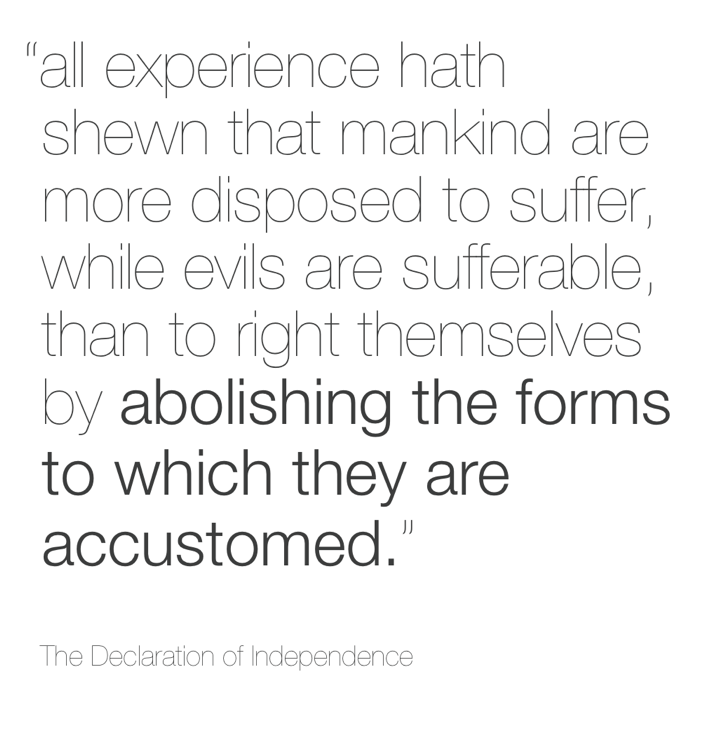 “all experience hath
shewn that mankind are
more disposed to suffer,
while evils are sufferable,
than to right themselves
by abolishing the forms
to which they are
accustomed.”
The Declaration of Independence